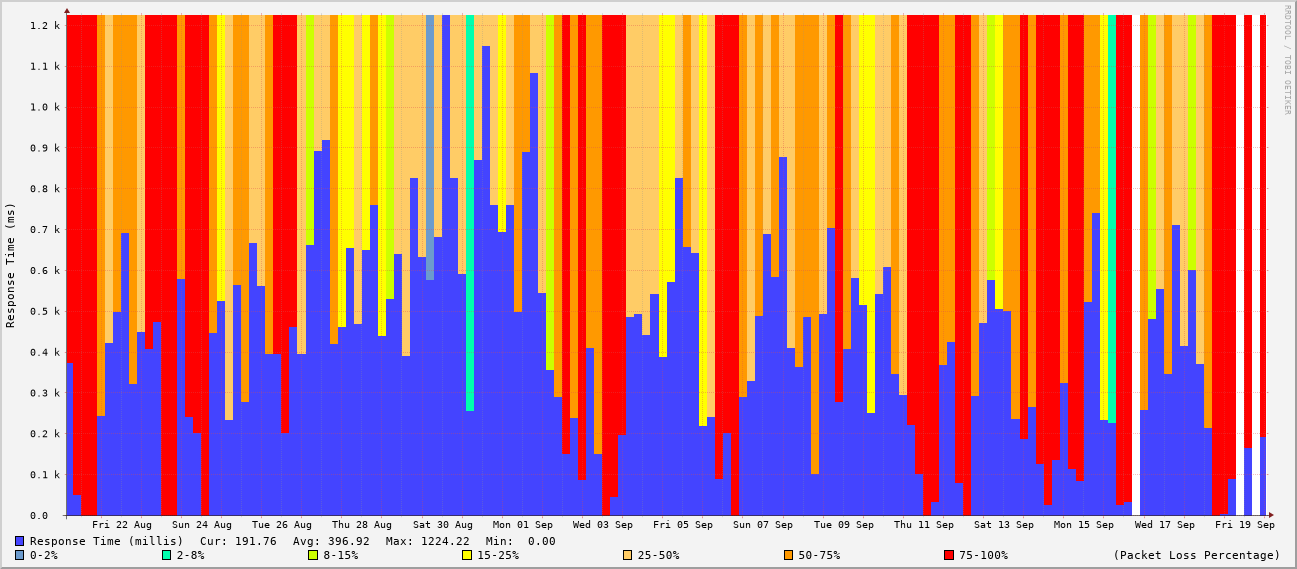 1.2 k
1.1 k
1.0 k
0.9 k
0.8 k
0.7 k
0.6 k
0.5 k
0.4 k
0.3 k
0.2 k
0.1 k
0.0
Response Time (ms)
RRDTOOL / TOBI OETIKER
Fri 22 Aug Sun 24 Aug Tue 26 Aug Thu 28 Aug Sat 30 Aug Mon 01 Sep Wed 03 Sep Fri 05 Sep Sun 07 Sep Tue 09 Sep Thu 11 Sep Sat 13 Sep Mon 15 Sep Wed 17 Sep Fri 19 Sep
Response Time (millis) Cur: 191.76 Avg: 396.92 Max: 1224.22 Min: 0.00
0-2% 2-8% 8-15% 15-25% 25-50% 50-75% 75-100% (Packet Loss Percentage)